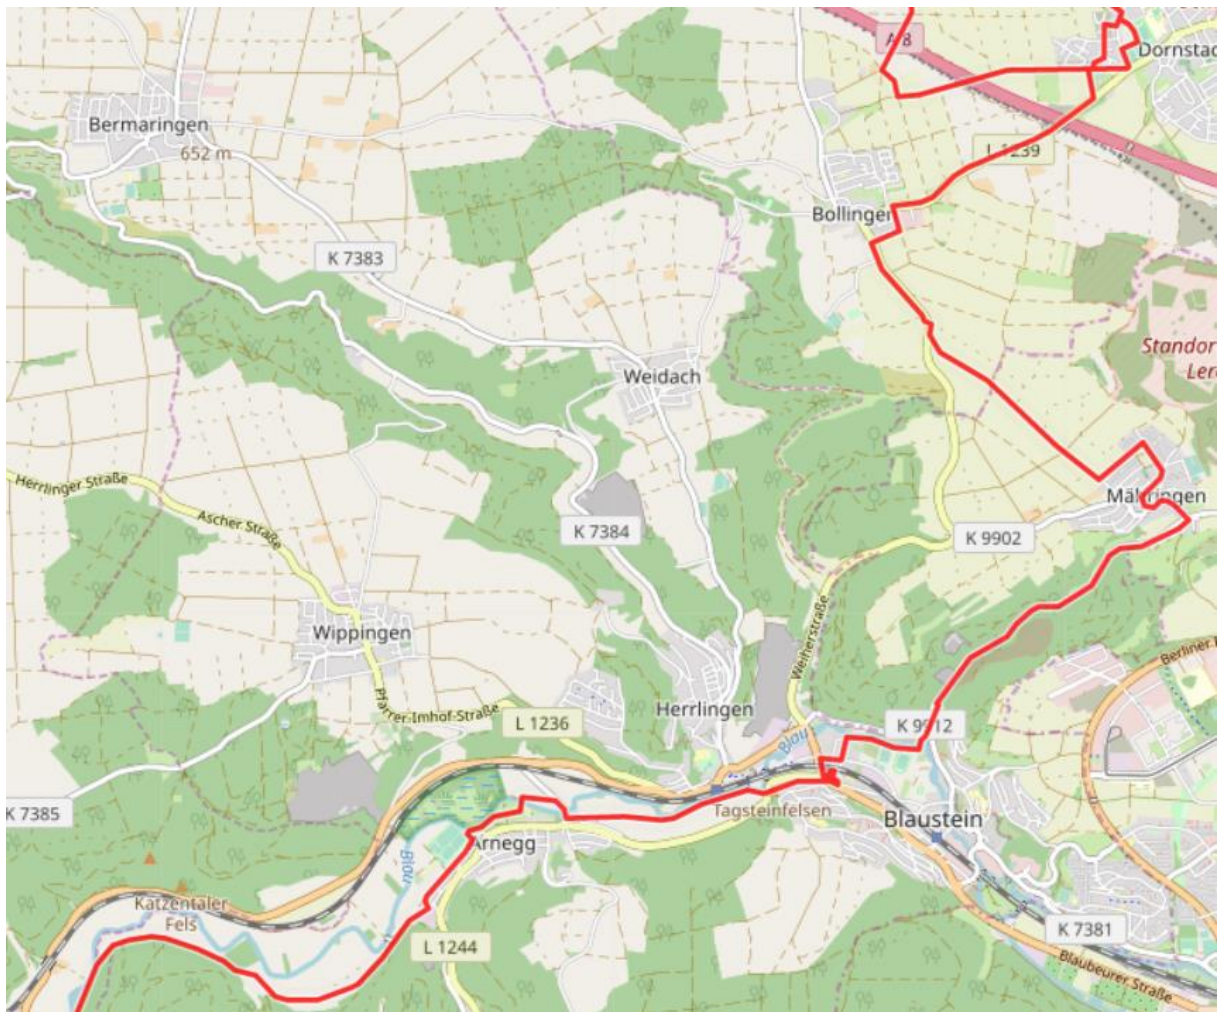 A 8
Dornstad
Bermaringen
652 m
L 1239
Bollingen
K 7383
Standor
Ler
Weidach
Mähringen
Herrlinger Straße
Ascher Straße
K 7384
K 9902
Wippingen
Weiherstraße
Berliner
Pfarrer-Imhof-Straße
Herrlingen
L 1236
K 9912
Blau
K 7385
Tagsteinfelsen
Blaustein
Arnegg
Blau
Katzentaler
Fels
L 1244
K 7381
Blaubeurer Straße